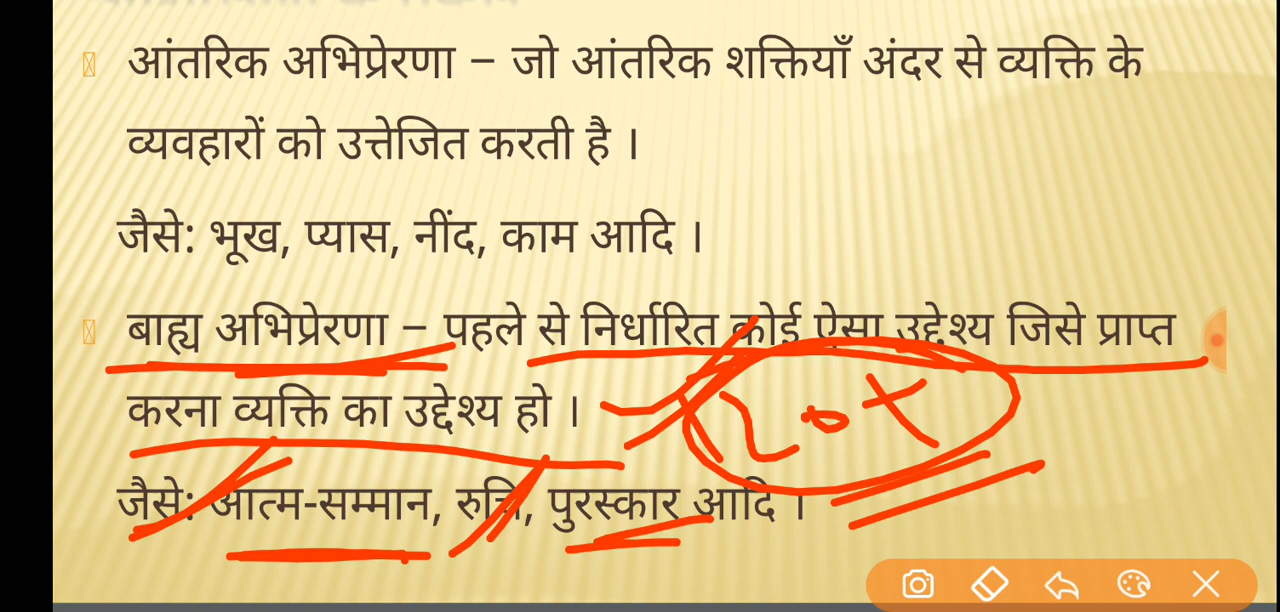 आंतरिक अभिप्रेरणा – जो आंतरिक शक्तियाँ अंदर से व्यक्ति के
व्यवहारों को उत्तेजित करती है ।
जैसे: भूख, प्यास, नींद, काम आदि ।
बाह्य अभिप्रेरणा – पहले से निर्धारित कोई ऐसा उद्देश्य जिसे प्राप्त
करना व्यक्ति का उद्देश्य हो ।
जैसे: आत्म-सम्मान, रुचि, पुरस्कार आदि ।